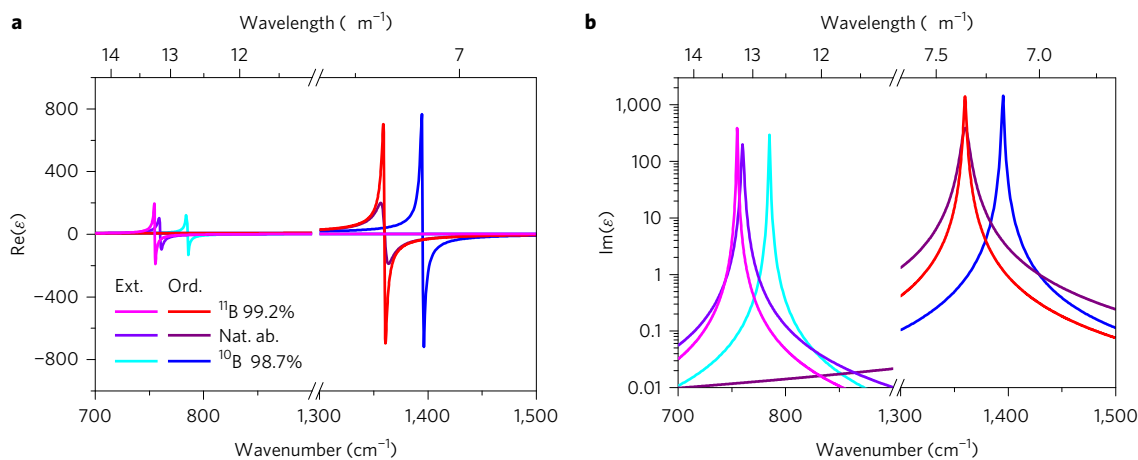 a
Wavelength ( m⁻¹)
14 13 12 7
Re(ε)
800
400
0
−400
−800
Ext. Ord.
¹¹B 99.2%
Nat. ab.
¹⁰B 98.7%
700 800 1,300 1,400 1,500
Wavenumber (cm⁻¹)
b
Wavelength ( m⁻¹)
14 13 12 7.5 7.0
Im(ε)
1,000
100
10
1
0.1
0.01
700 800 1,300 1,400 1,500
Wavenumber (cm⁻¹)